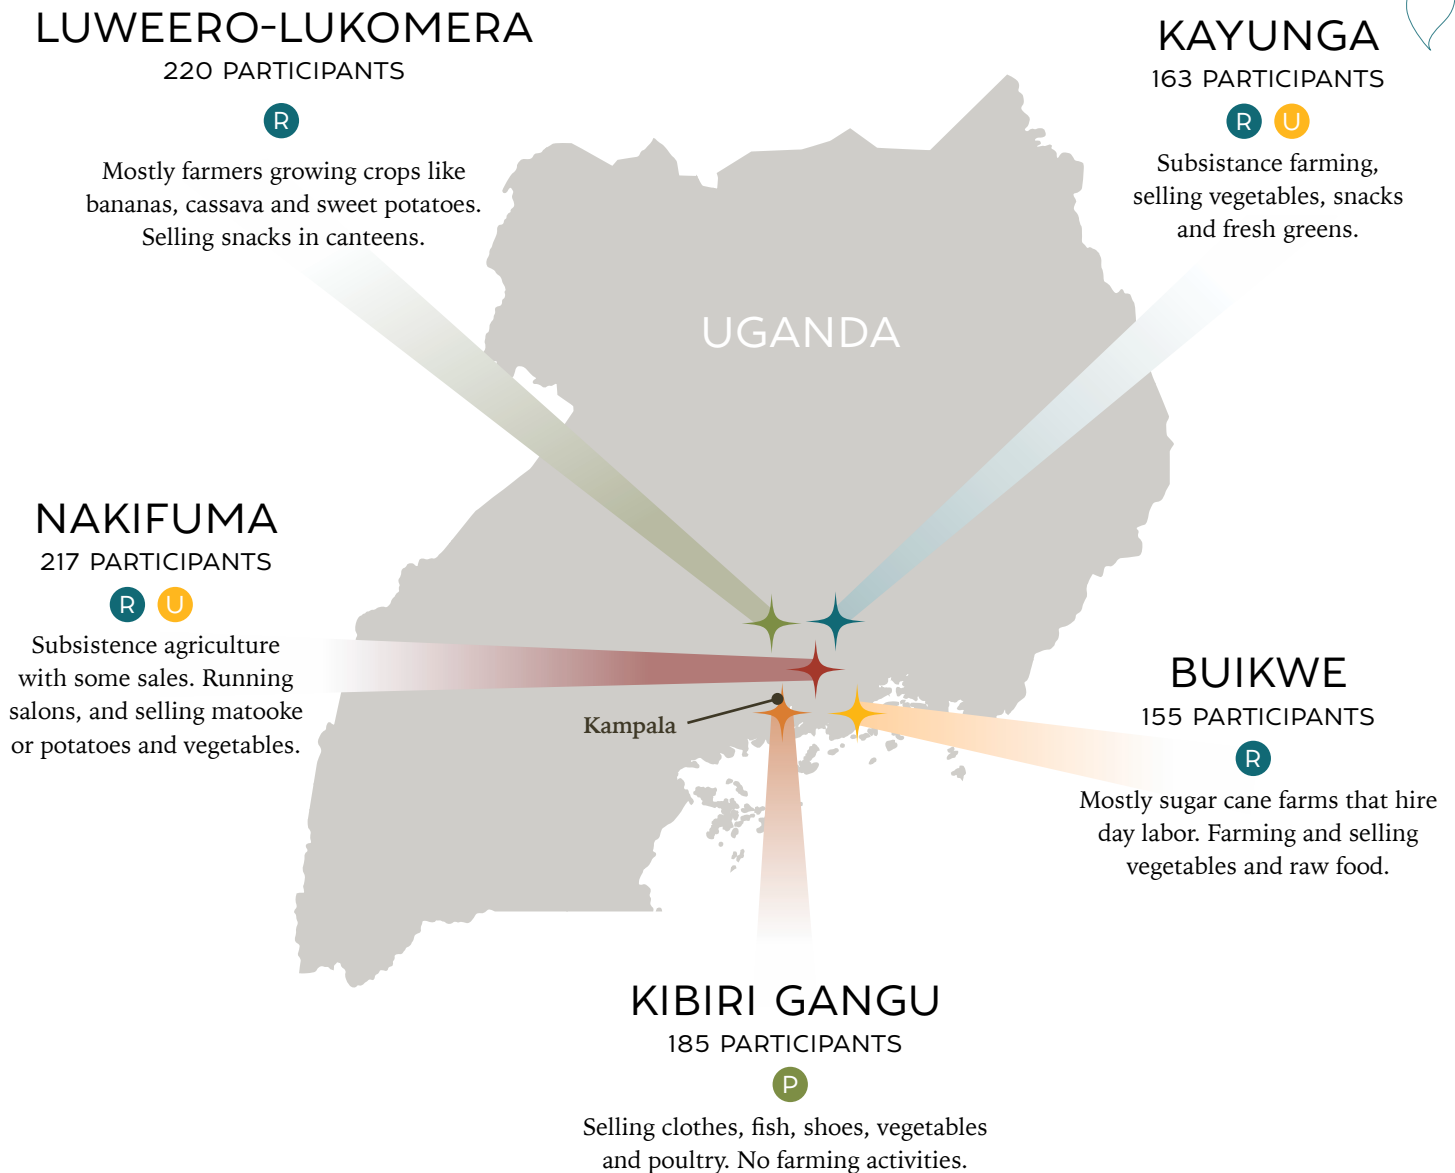 LUWEERO-LUKOMERA
220 PARTICIPANTS
R
Mostly farmers growing crops like
bananas, cassava and sweet potatoes.
Selling snacks in canteens.
KAYUNGA
163 PARTICIPANTS
R U
Subsistance farming,
selling vegetables, snacks
and fresh greens.
UGANDA
NAKIFUMA
217 PARTICIPANTS
R U
Subsistence agriculture
with some sales. Running
salons, and selling matooke
or potatoes and vegetables.
Kampala
BUIKWE
155 PARTICIPANTS
R
Mostly sugar cane farms that hire
day labor. Farming and selling
vegetables and raw food.
KIBIRI GANGU
185 PARTICIPANTS
P
Selling clothes, fish, shoes, vegetables
and poultry. No farming activities.